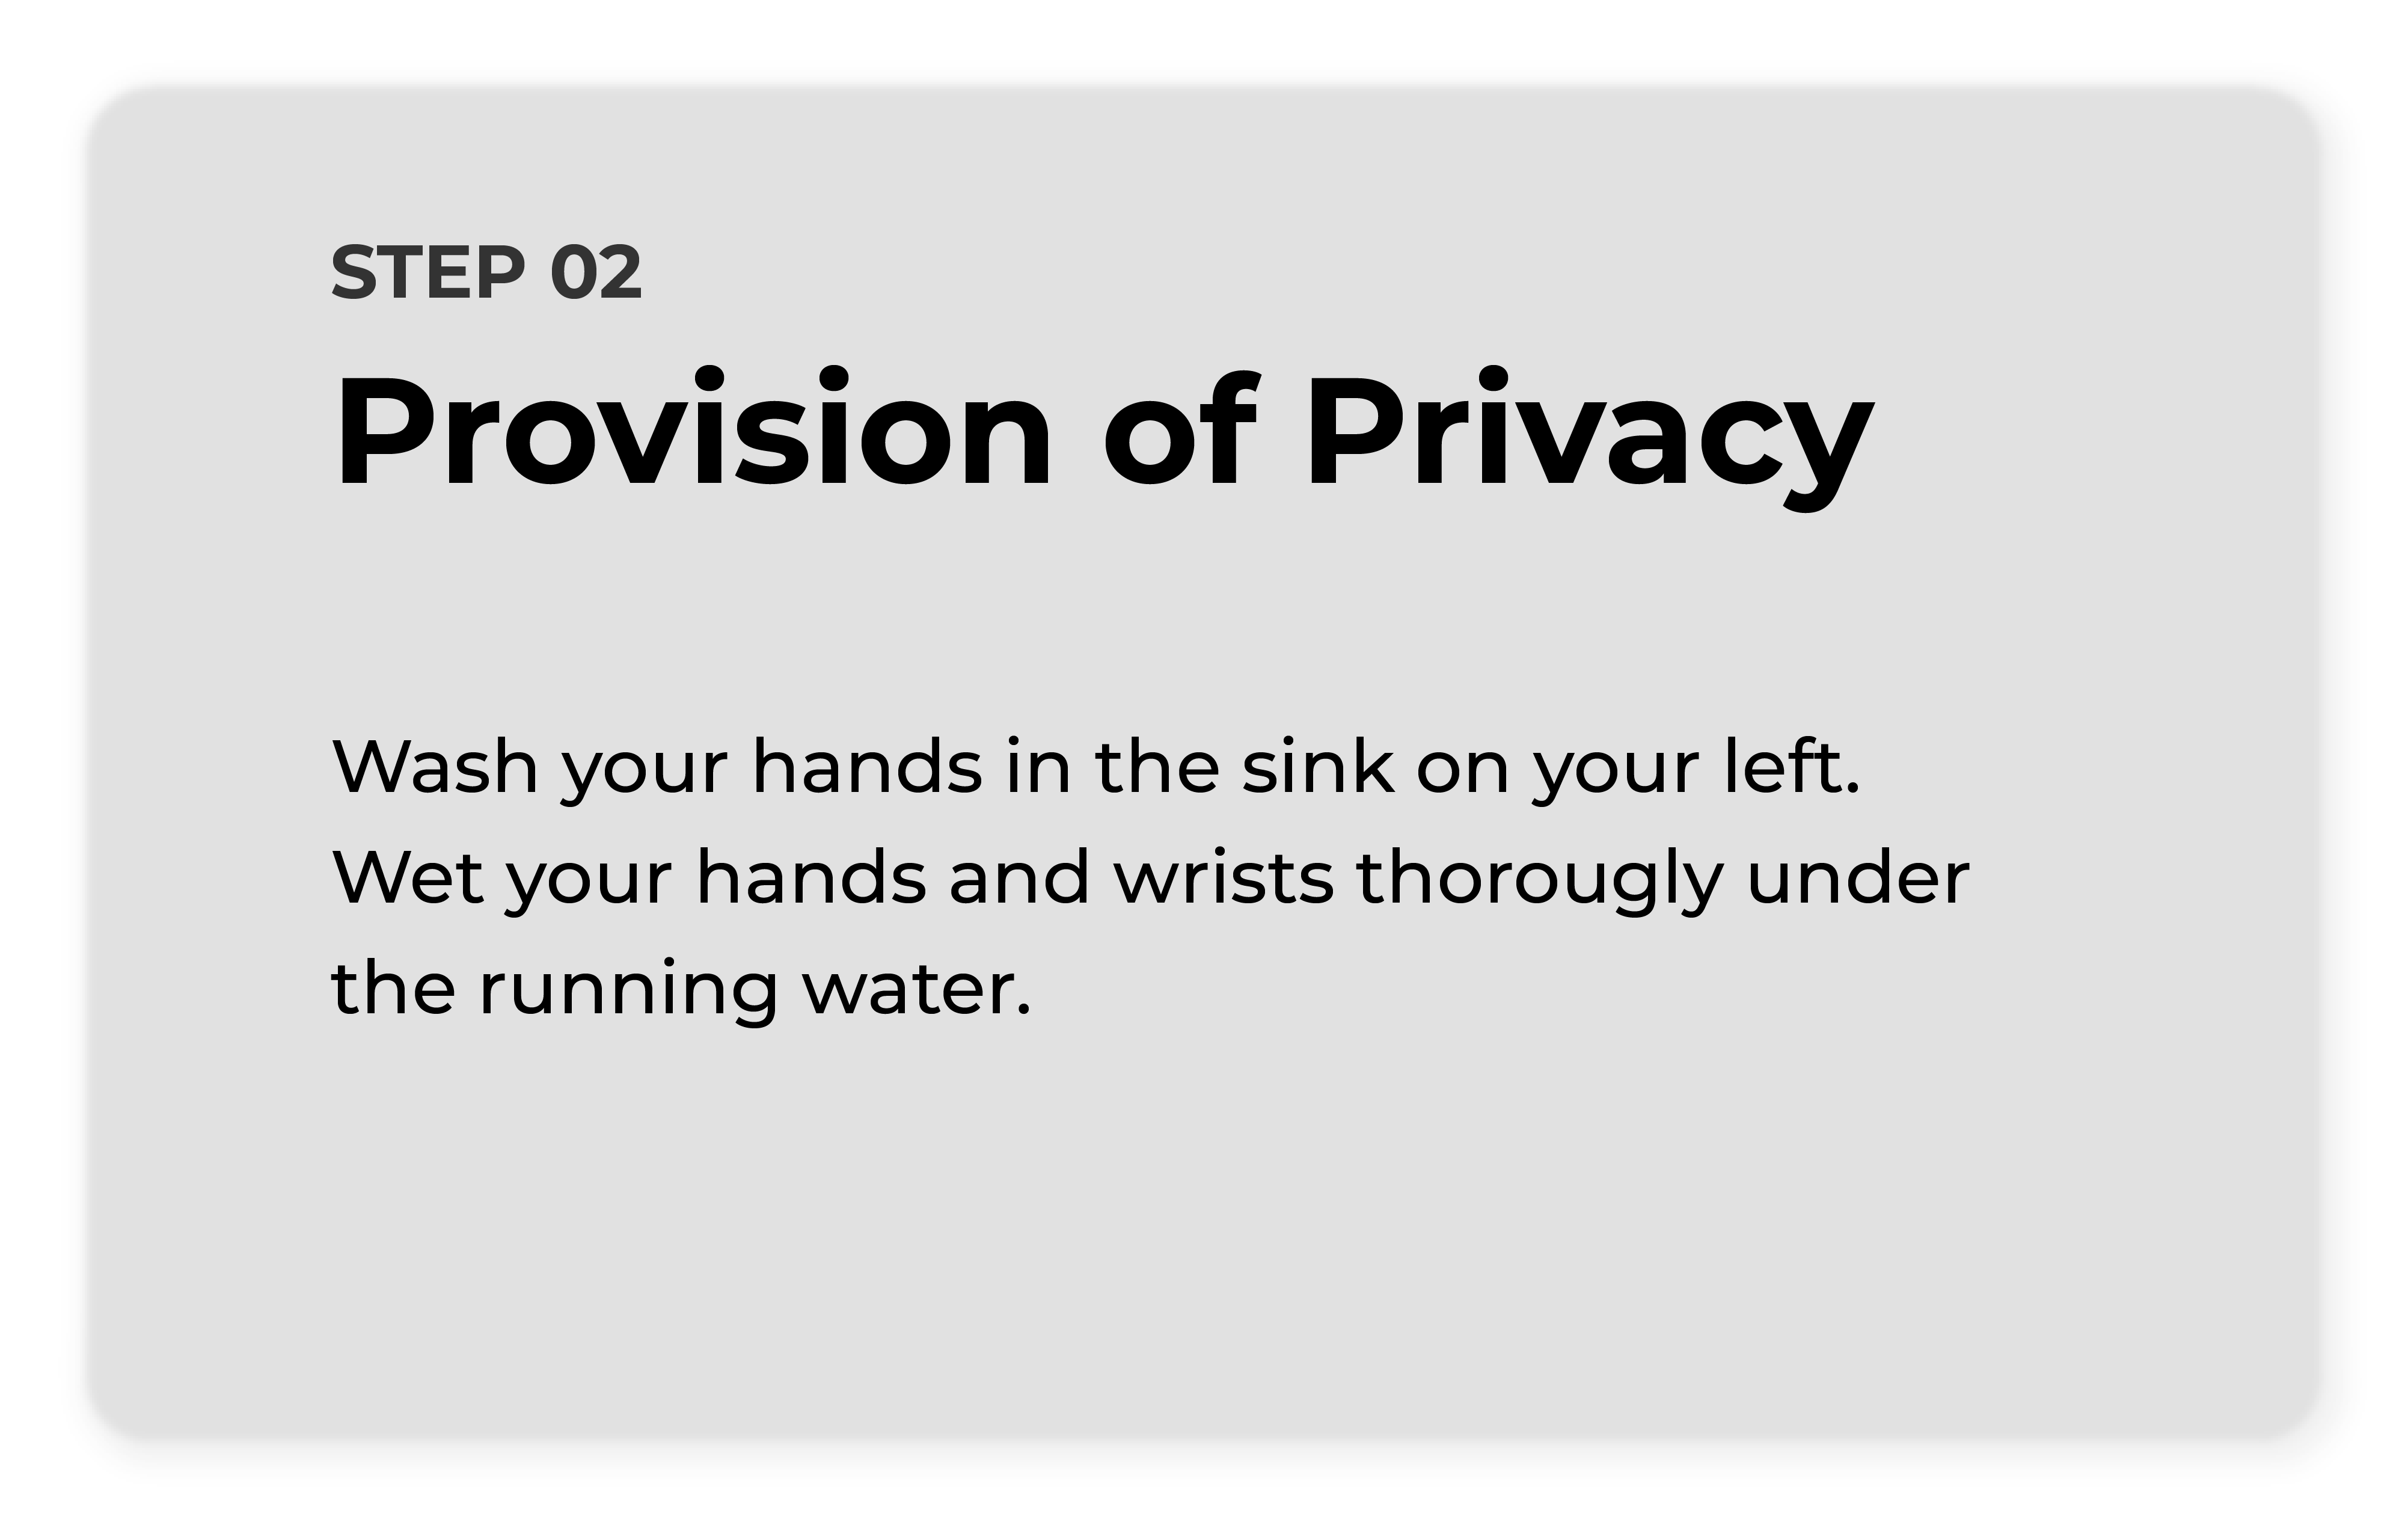 STEP 02
Provision of Privacy
Wash your hands in the sink on your left.
Wet your hands and wrists thorougly under
the running water.